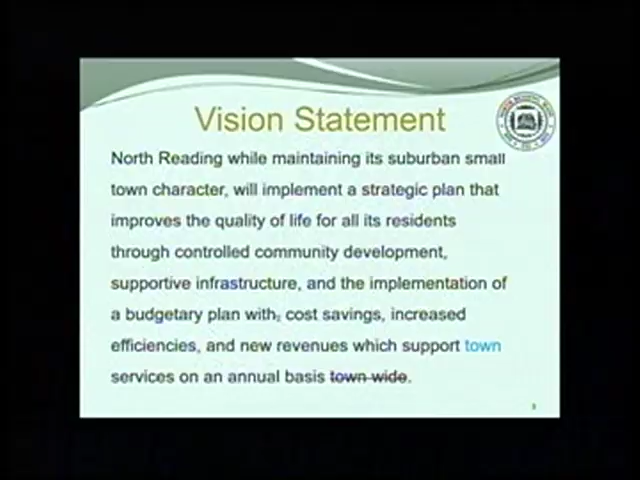 Vision Statement
North Reading while maintaining its suburban small
town character, will implement a strategic plan that
improves the quality of life for all its residents
through controlled community development,
supportive infrastructure, and the implementation of
a budgetary plan with, cost savings, increased
efficiencies, and new revenues which support town
services on an annual basis town wide.